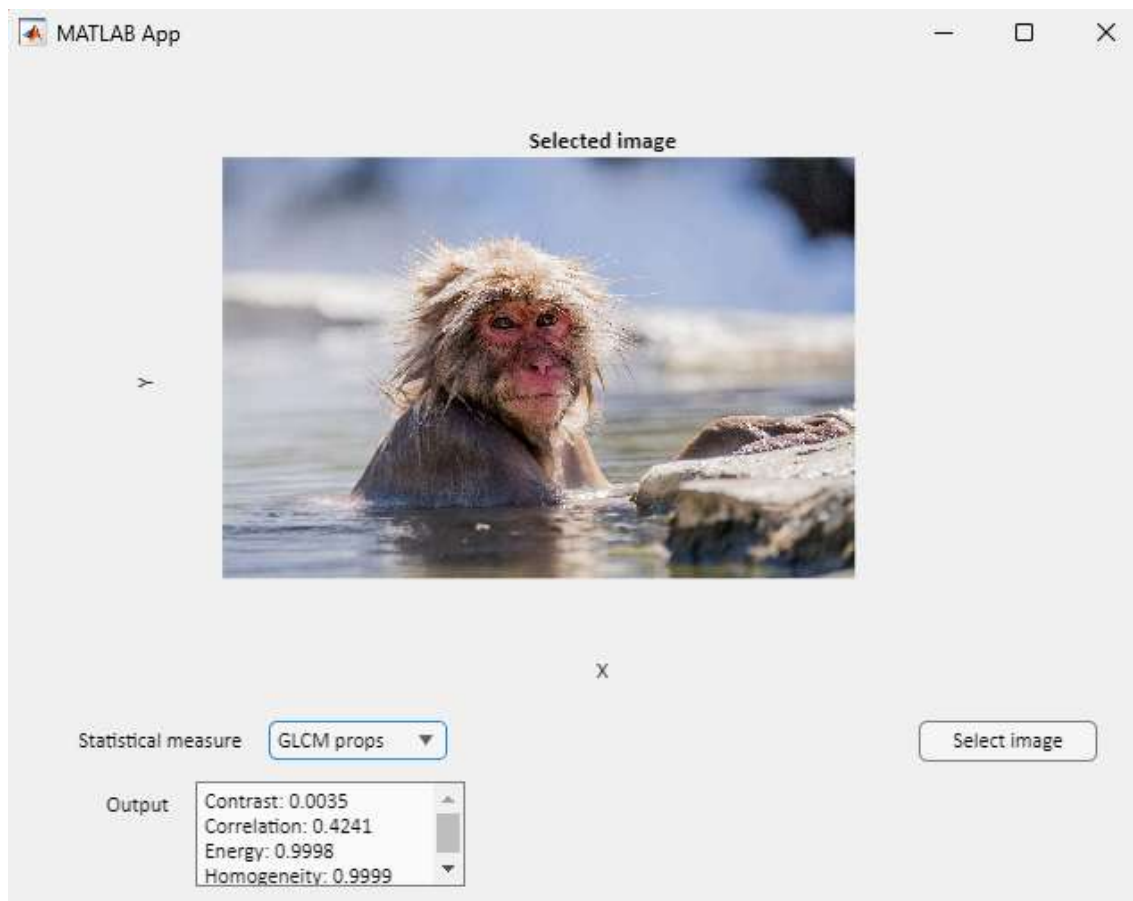 MATLAB App
Selected image
Y
X
Statistical measure
GLCM props
Select image
Output
Contrast: 0.0035
Correlation: 0.4241
Energy: 0.9998
Homogeneity: 0.9999